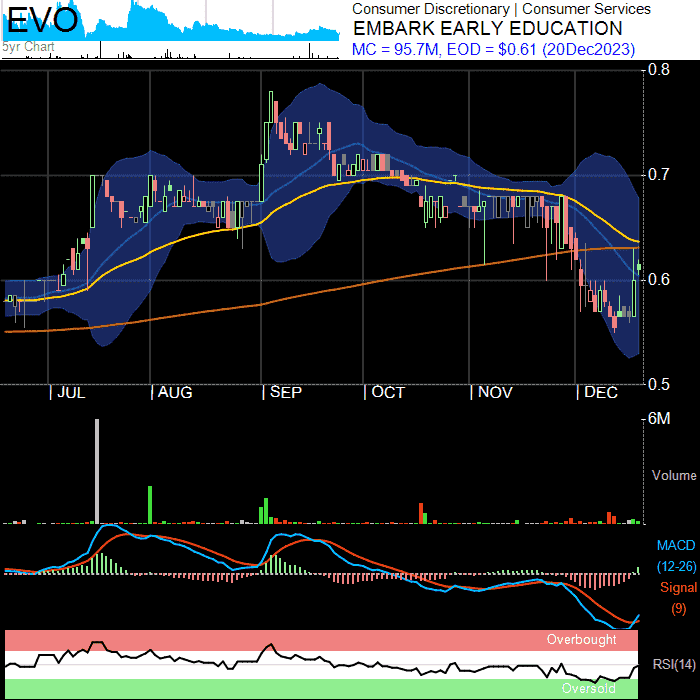 EVO
5yr Chart
Consumer Discretionary | Consumer Services
EMBARK EARLY EDUCATION
MC = 95.7M, EOD = $0.61 (20Dec2023)
0.8
0.7
0.6
0.5
| JUL | AUG | SEP | OCT | NOV | DEC
6M
Volume
MACD
(12-26)
Signal
(9)
Overbought
RSI(14)
Oversold